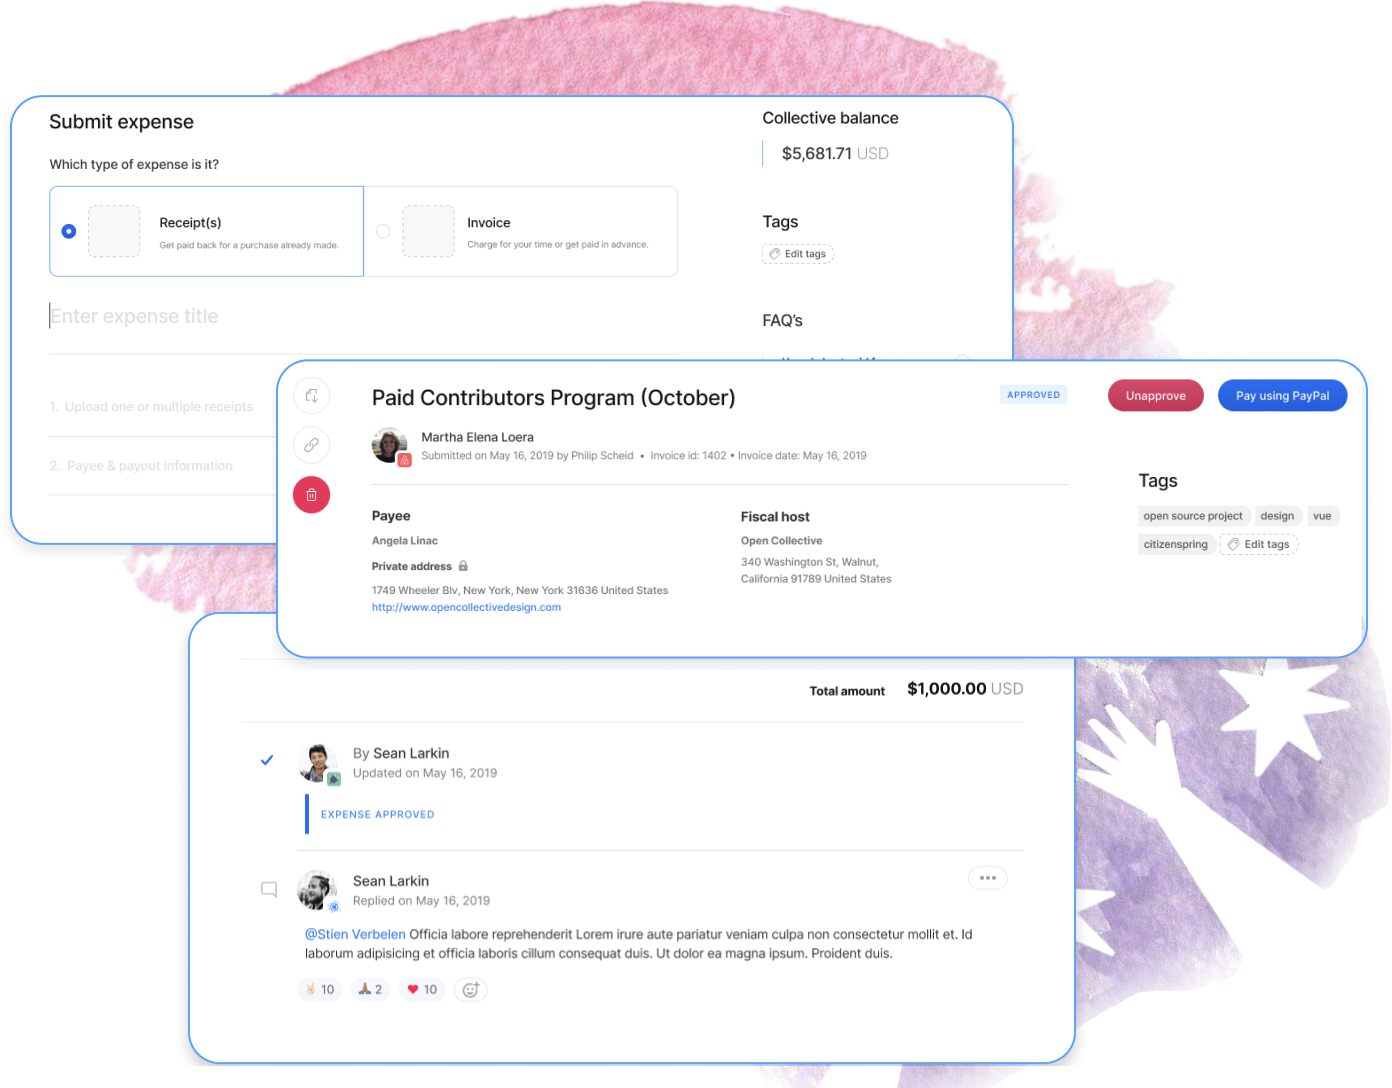 Submit expense
Which type of expense is it?
Receipt(s)
Get paid back for a purchase already made.
Invoice
Charge for your time or get paid in advance.
Enter expense title
1. Upload one or multiple receipts
2. Payee & payout information
Collective balance
$5,681.71 USD
Tags
Edit tags
FAQ's
Paid Contributors Program (October)
APPROVED
Unapprove
Pay using PayPal
Martha Elena Loera
Submitted on May 16, 2019 by Philip Scheid • Invoice id: 1402 • Invoice date: May 16, 2019
Payee
Angela Linac
Private address
1749 Wheeler Blv, New York, New York 31636 United States
http://www.opencollectivedesign.com
Fiscal host
Open Collective
340 Washington St, Walnut,
California 91789 United States
Tags
open source project design vue
citizenspring Edit tags
Total amount $1,000.00 USD
By Sean Larkin
Updated on May 16, 2019
EXPENSE APPROVED
Sean Larkin
Replied on May 16, 2019
@Stien Verbelen Officia labore reprehenderit Lorem irure aute pariatur veniam culpa non consectetur mollit et. Id
laborum adipisicing et officia laboris cillum consequat duis. Ut dolor ea magna ipsum. Proident duis.
10 2 10